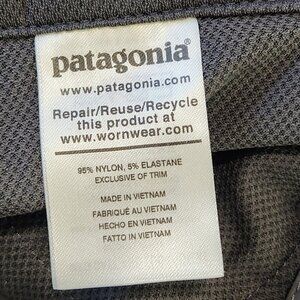 patagonia®
www.patagonia.com
Repair/Reuse/Recycle
this product at
www.wornwear.com
95% NYLON, 5% ELASTANE
EXCLUSIVE OF TRIM
MADE IN VIETNAM
FABRIQUÉ AU VIETNAM
HECHO EN VIETNAM
FATTO IN VIETNAM